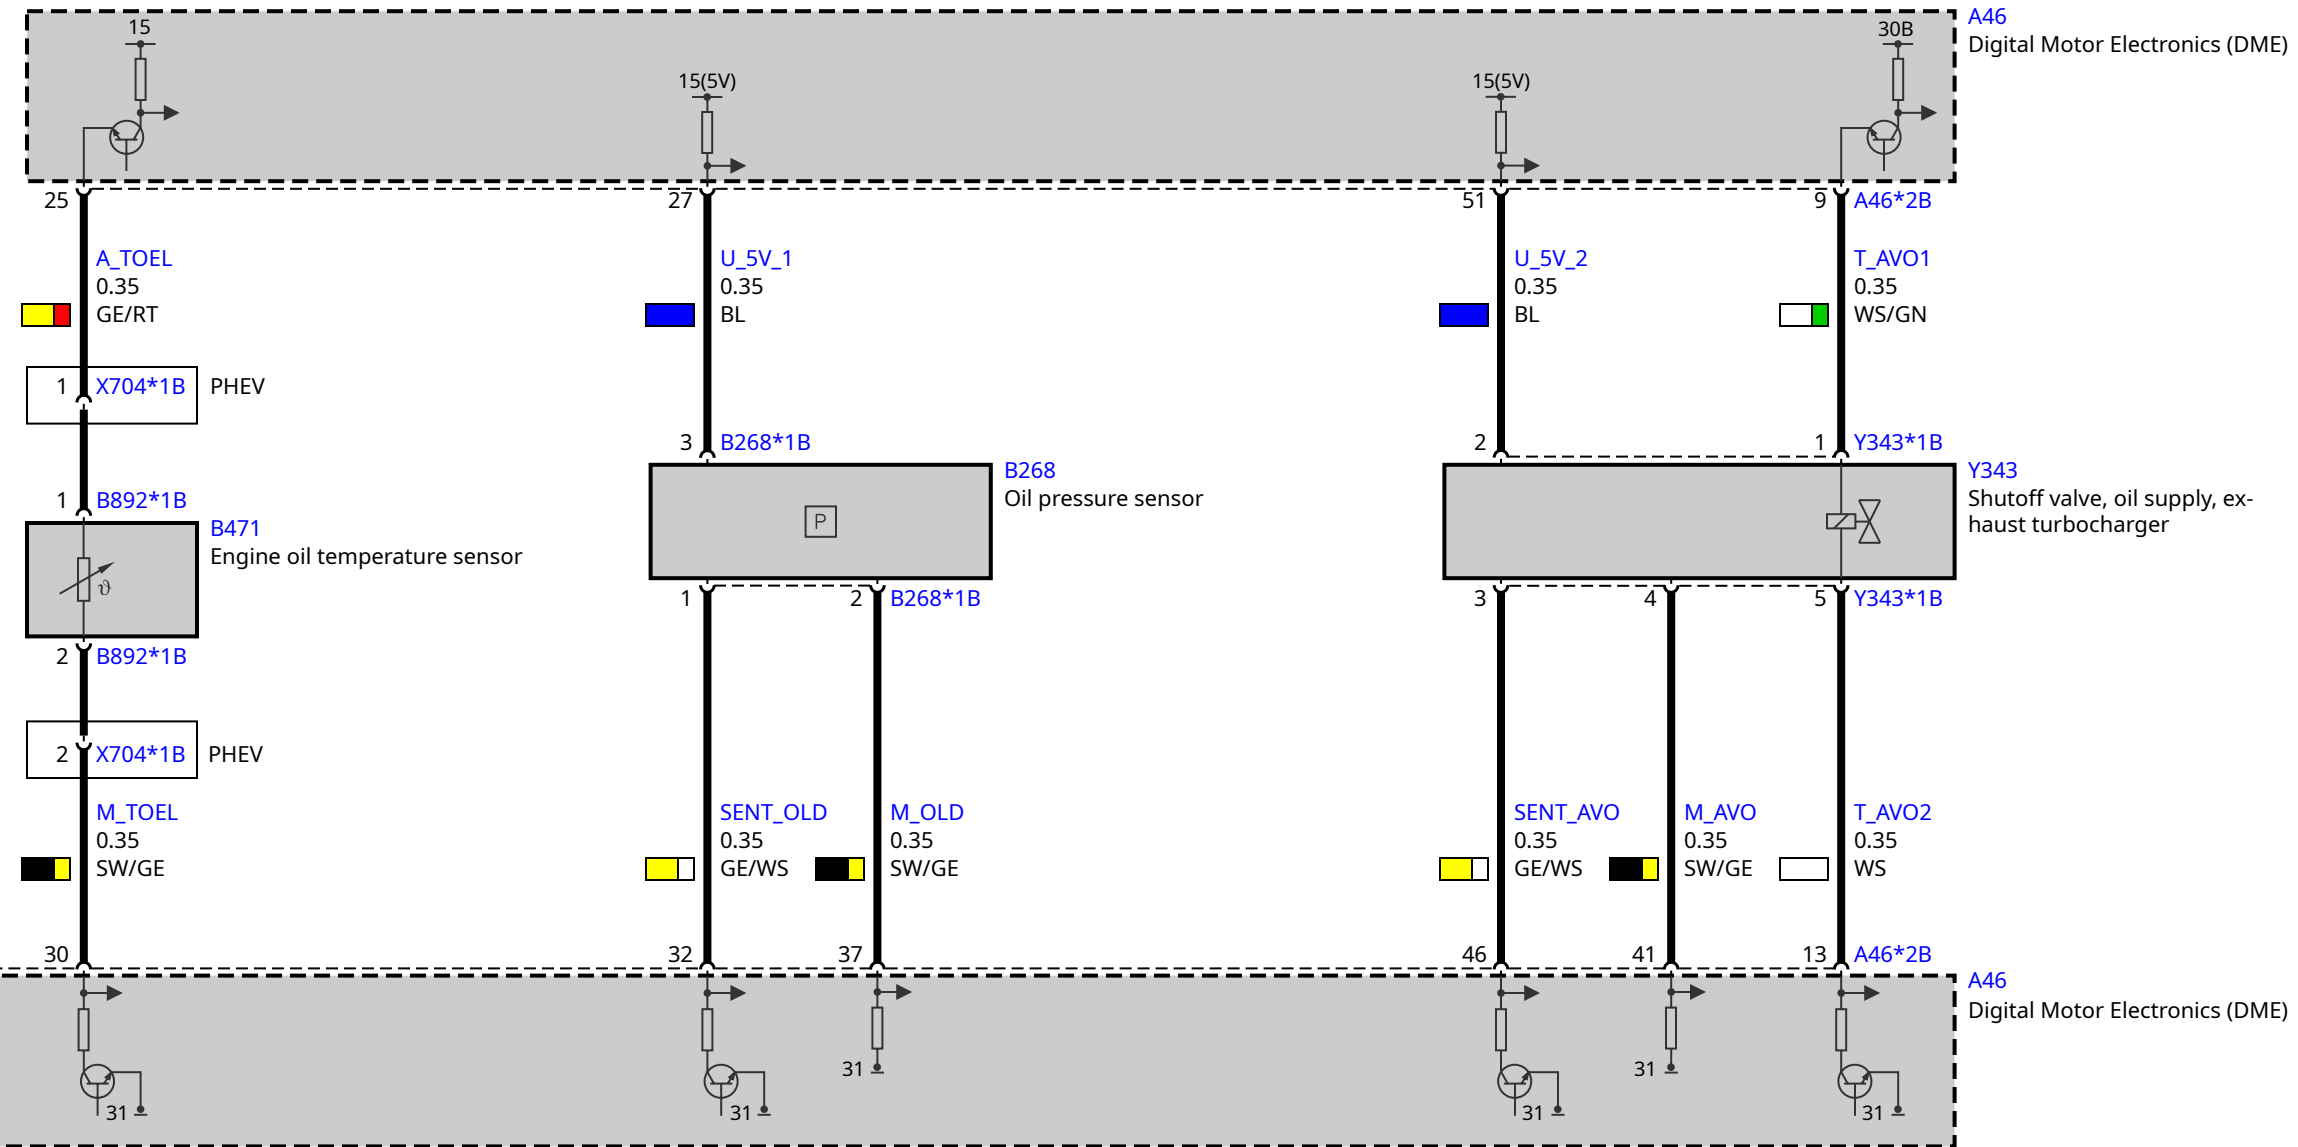 15
30B
A46
Digital Motor Electronics (DME)
15(5V)
15(5V)
25
27
51
9
A46*2B
A_TOEL
0.35
GE/RT
U_5V_1
0.35
BL
U_5V_2
0.35
BL
T_AVO1
0.35
WS/GN
1
X704*1B
PHEV
3
B268*1B
2
1
Y343*1B
1
B892*1B
B471
Engine oil temperature sensor
ϑ
P
B268
Oil pressure sensor
Y343
Shutoff valve, oil supply, ex-
haust turbocharger
2
B892*1B
1
2
B268*1B
3
4
5
Y343*1B
2
X704*1B
PHEV
M_TOEL
0.35
SW/GE
SENT_OLD
0.35
GE/WS
M_OLD
0.35
SW/GE
SENT_AVO
0.35
GE/WS
M_AVO
0.35
SW/GE
T_AVO2
0.35
WS
30
32
37
46
41
13
A46*2B
A46
Digital Motor Electronics (DME)
31
31
31
31
31
31